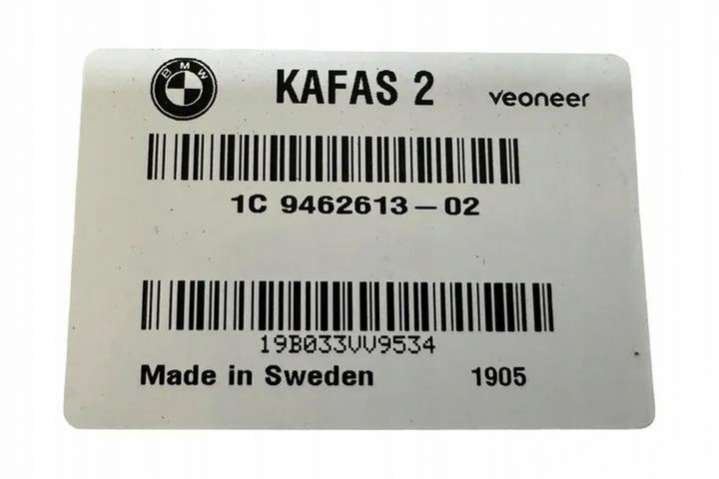 BMW KAFAS 2 veoneer
1C 9462613-02
19B033VV9534
Made in Sweden 1905